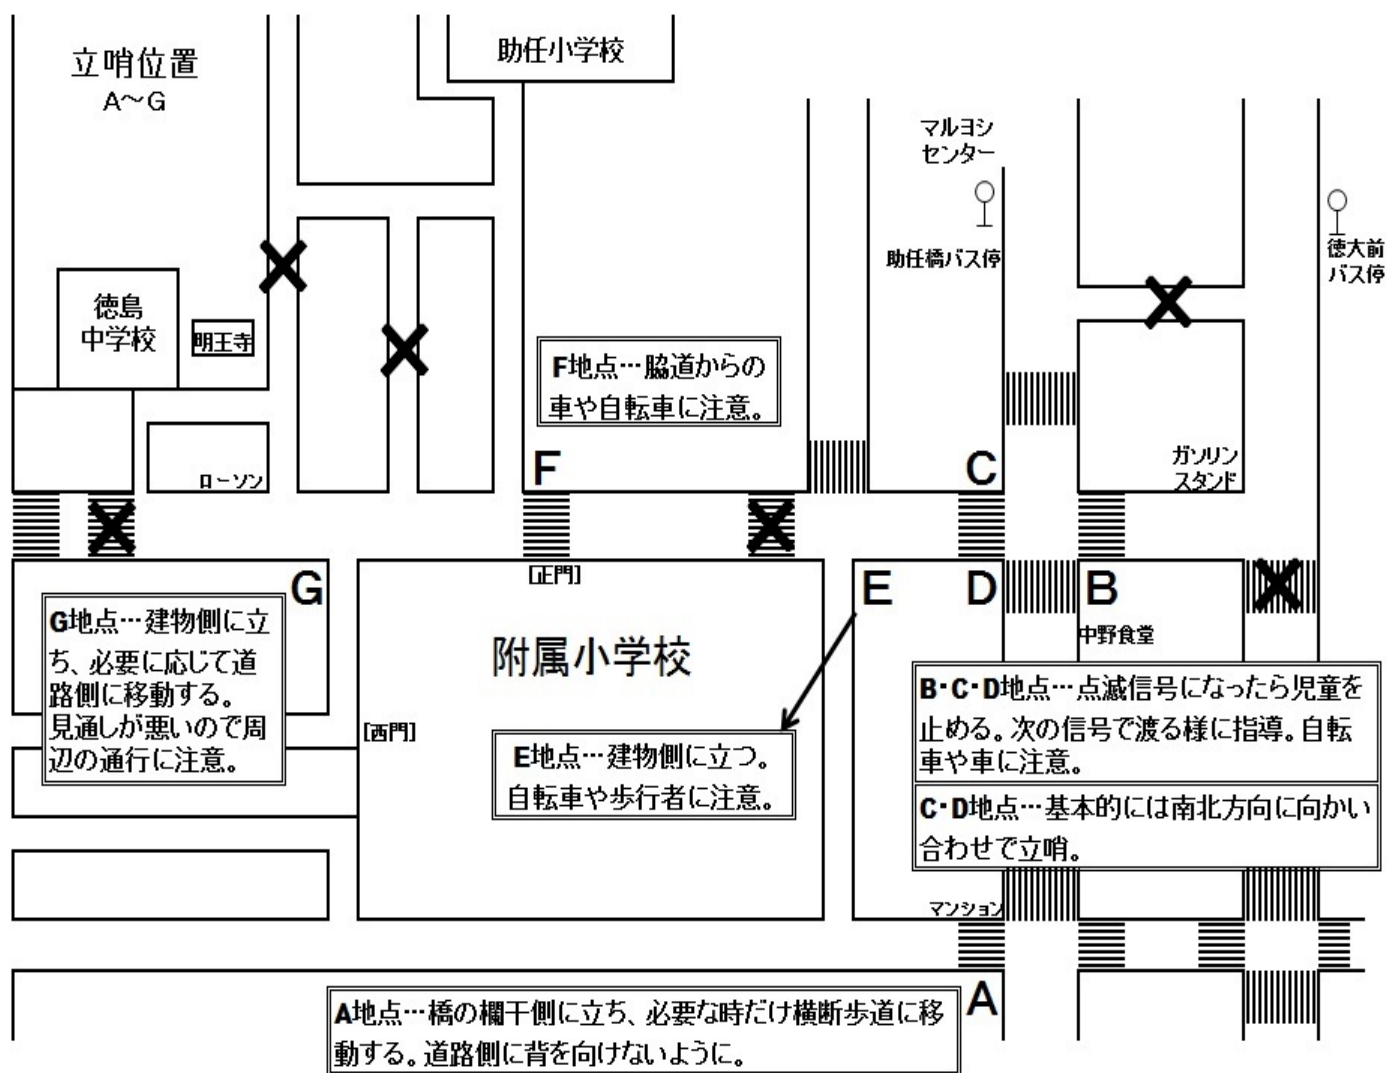 立哨位置
A～G
助任小学校
マルヨシ
センター
助任橋バス停
徳大前
バス停
徳島
中学校
明王寺
ローソン
F地点…脇道からの
車や自転車に注意。
F
C
ガソリン
スタンド
G
[正門]
E
D
B
中野食堂
G地点…建物側に立
ち、必要に応じて道
路側に移動する。
見通しが悪いので周
辺の通行に注意。
附属小学校
[西門]
E地点…建物側に立つ。
自転車や歩行者に注意。
B・C・D地点…点滅信号になったら児童を
止める。次の信号で渡る様に指導。自転
車や車に注意。
C・D地点…基本的には南北方向に向かい
合わせで立哨。
マンション
A地点…橋の欄干側に立ち、必要な時だけ横断歩道に移
動する。道路側に背を向けないように。
A